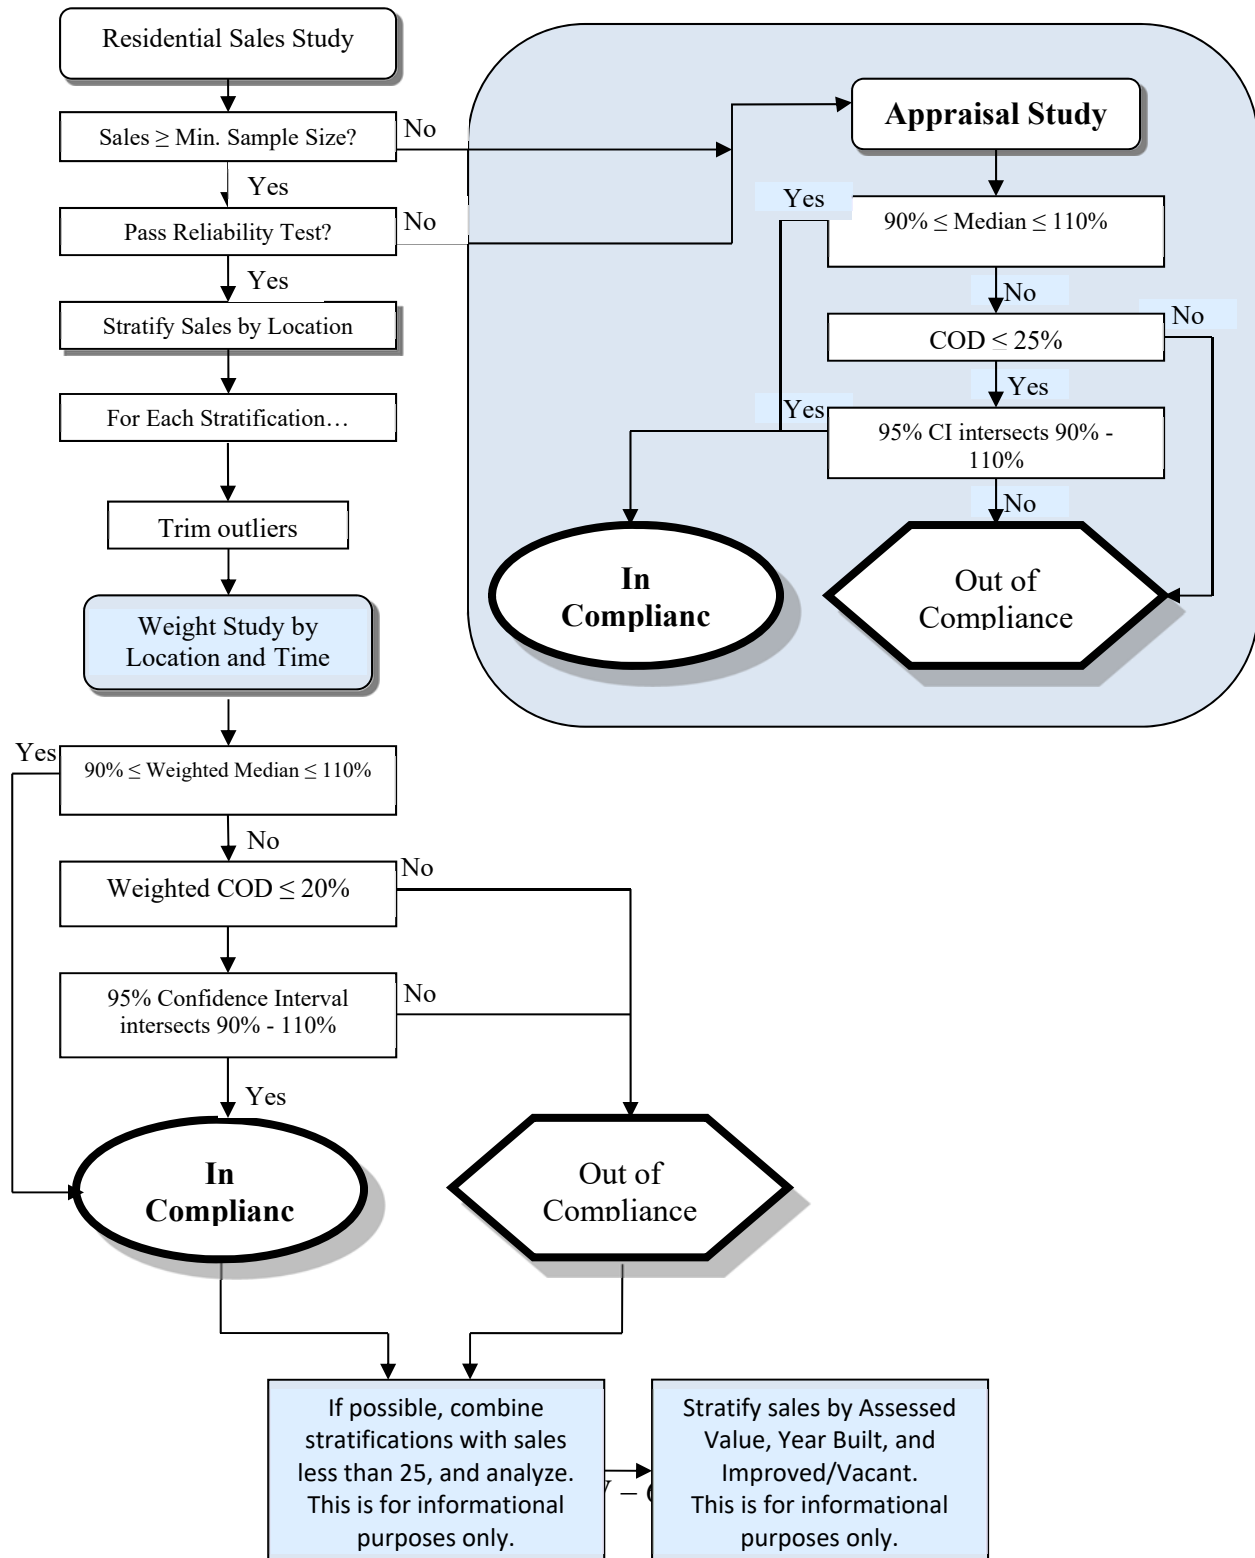 Residential Sales Study
Sales ≥ Min. Sample Size?
No
Yes
Pass Reliability Test?
No
Yes
Stratify Sales by Location
For Each Stratification…
Trim outliers
Weight Study by
Location and Time
Yes
90% ≤ Weighted Median ≤ 110%
No
Weighted COD ≤ 20%
No
95% Confidence Interval
intersects 90% - 110%
No
Yes
In
Complianc
Out of
Compliance
Appraisal Study
Yes
90% ≤ Median ≤ 110%
No
COD ≤ 25%
No
Yes
Yes
95% CI intersects 90% -
110%
No
In
Complianc
Out of
Compliance
If possible, combine
stratifications with sales
less than 25, and analyze.
This is for informational
purposes only.
Stratify sales by Assessed
Value, Year Built, and
Improved/Vacant.
This is for informational
purposes only.